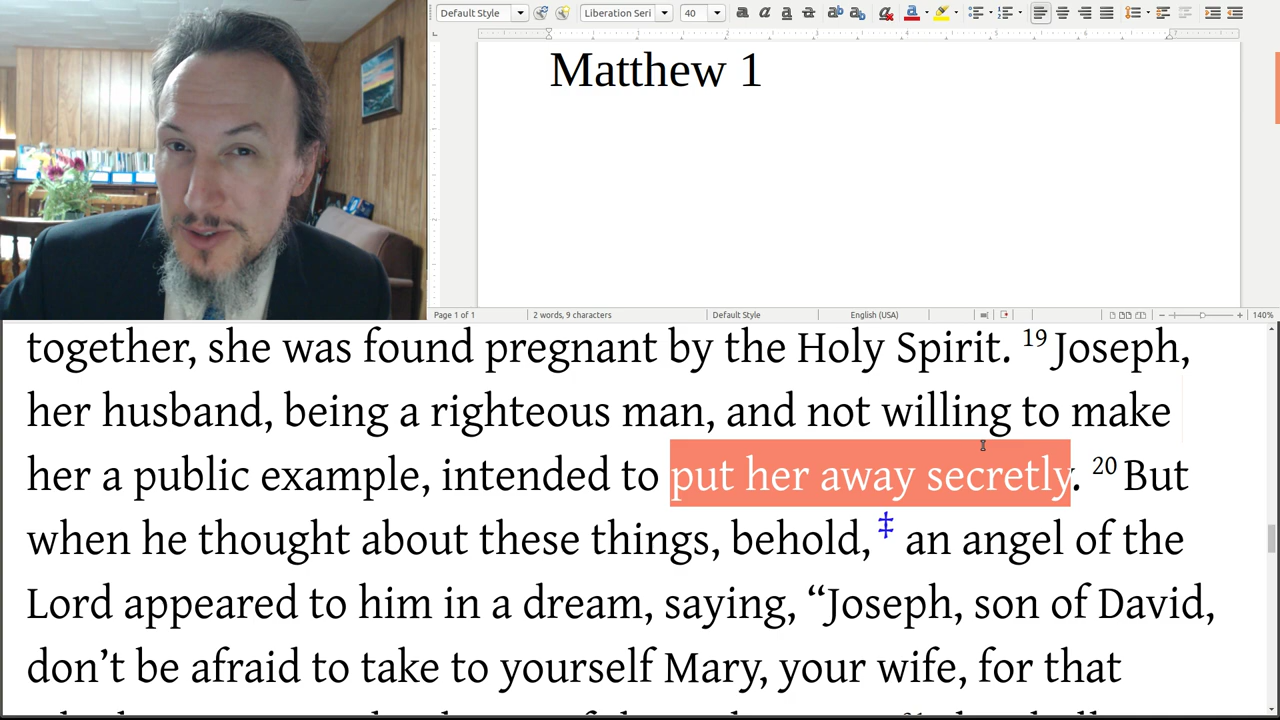 Default Style
Liberation Seri
40
Matthew 1
Page 1 of 1
2 words, 9 characters
Default Style
English (USA)
140%
together, she was found pregnant by the Holy Spirit. 19 Joseph,
her husband, being a righteous man, and not willing to make
her a public example, intended to put her away secretly. 20 But
when he thought about these things, behold,‡ an angel of the
Lord appeared to him in a dream, saying, “Joseph, son of David,
don’t be afraid to take to yourself Mary, your wife, for that